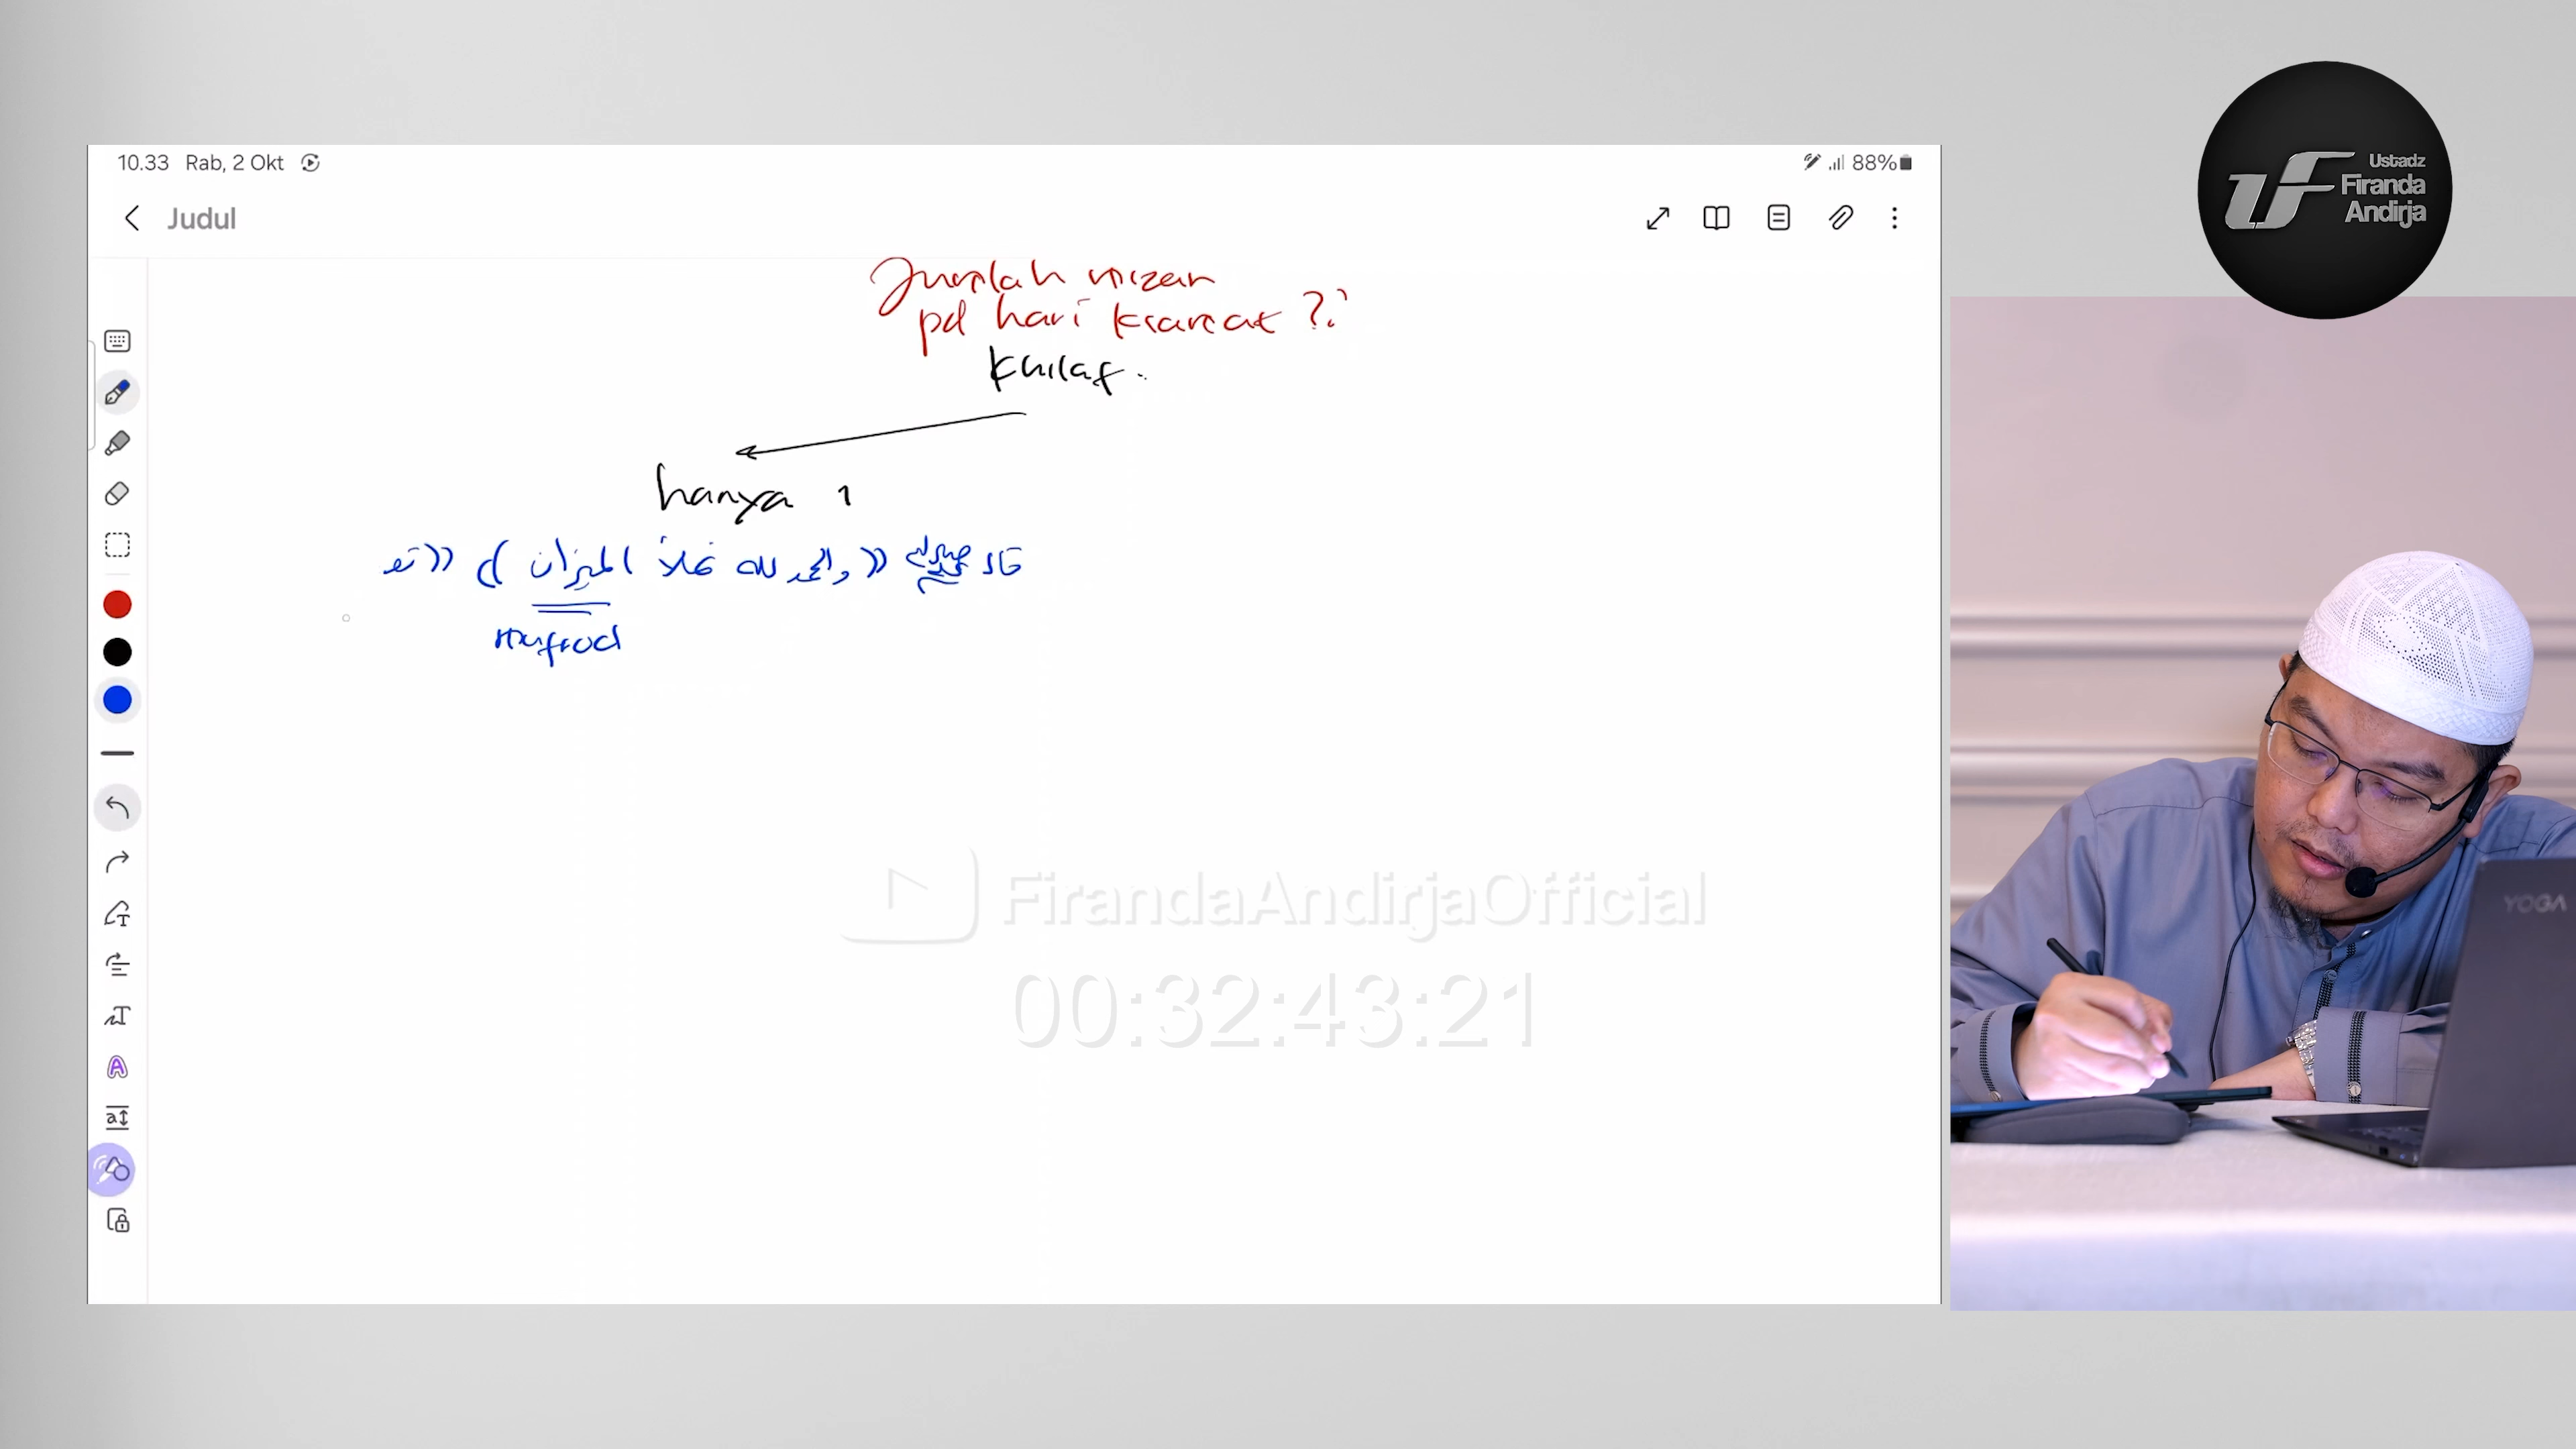 10.33 Rab, 2 Okt
88%
Judul
Jumlah mizan
pd hari kiamat ??
khilaf
hanya 1
قال ﷺ (( والحمد لله تملأ الميزان ))
mufrod
Ustadz
Firanda
Andirja
FirandaAndirjaOfficial
00:32:43:21
YOGA